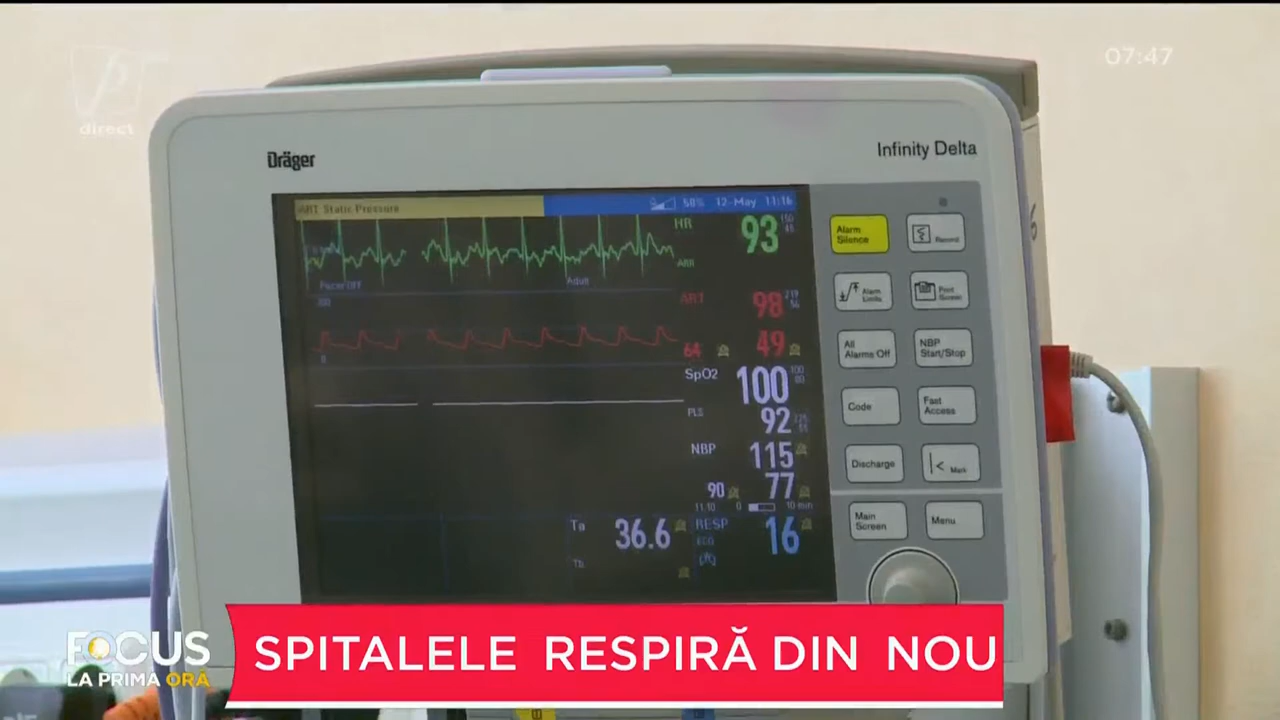 direct
07:47
Dräger
Infinity Delta
ART Static Pressure
50% 12-May 11:16
HR 93
ARR
Pacer Off
Adult
ART 98
64 49
SpO2 100
PLS 92
NBP 115
90 77
11:10 0 10 min
Ta 36.6
RESP 16
ECG
Tb
Alarm Silence
Record
Alarm Limits
Print Screen
All Alarms Off
NBP Start/Stop
Code
Fast Access
Discharge
Mark
Main Screen
Menu
FOCUS
LA PRIMA ORĂ
SPITALELE RESPIRĂ DIN NOU